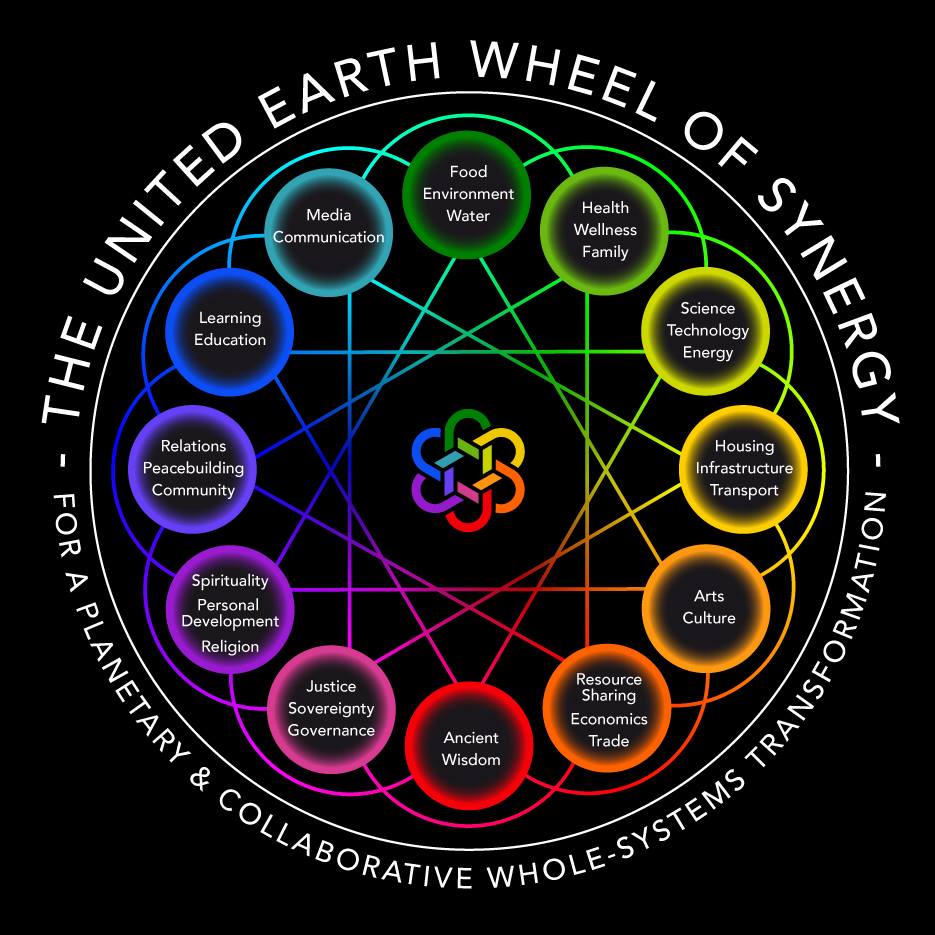 - THE UNITED EARTH WHEEL OF SYNERGY -
Food
Environment
Water
Health
Wellness
Family
Science
Technology
Energy
Housing
Infrastructure
Transport
Arts
Culture
Resource
Sharing
Economics
Trade
Ancient
Wisdom
Justice
Sovereignty
Governance
Spirituality
Personal
Development
Religion
Relations
Peacebuilding
Community
Learning
Education
Media
Communication
FOR A PLANETARY & COLLABORATIVE WHOLE-SYSTEMS TRANSFORMATION